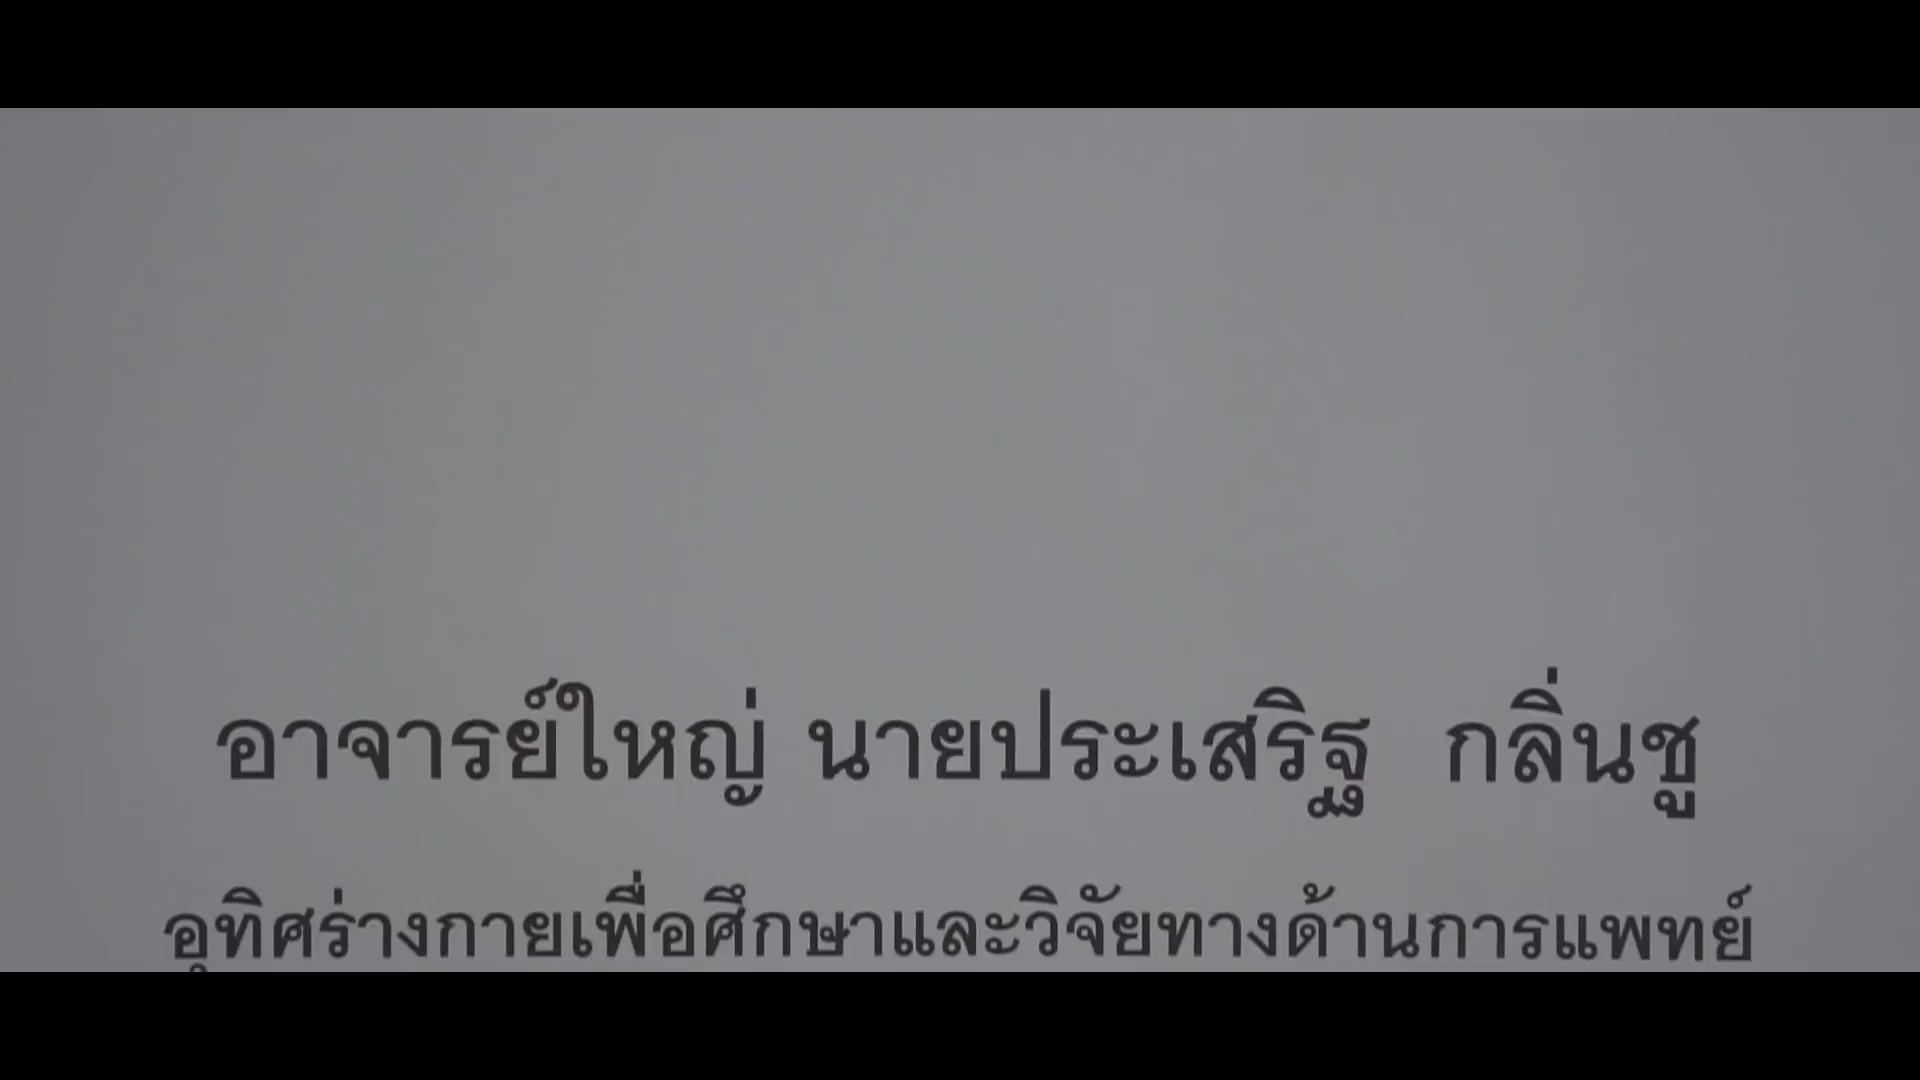 อาจารย์ใหญ่ นายประเสริฐ  กลิ่นชู
อุทิศร่างกายเพื่อศึกษาและวิจัยทางด้านการแพทย์